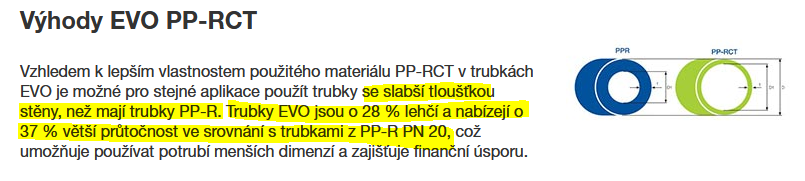 Výhody EVO PP-RCT
Vzhledem k lepším vlastnostem použitého materiálu PP-RCT v trubkách
EVO je možné pro stejné aplikace použít trubky se slabší tloušťkou
stěny, než mají trubky PP-R. Trubky EVO jsou o 28 % lehčí a nabízejí o
37 % větší průtočnost ve srovnání s trubkami z PP-R PN 20, což
umožňuje používat potrubí menších dimenzí a zajišťuje finanční úsporu.
PPR
PP-RCT